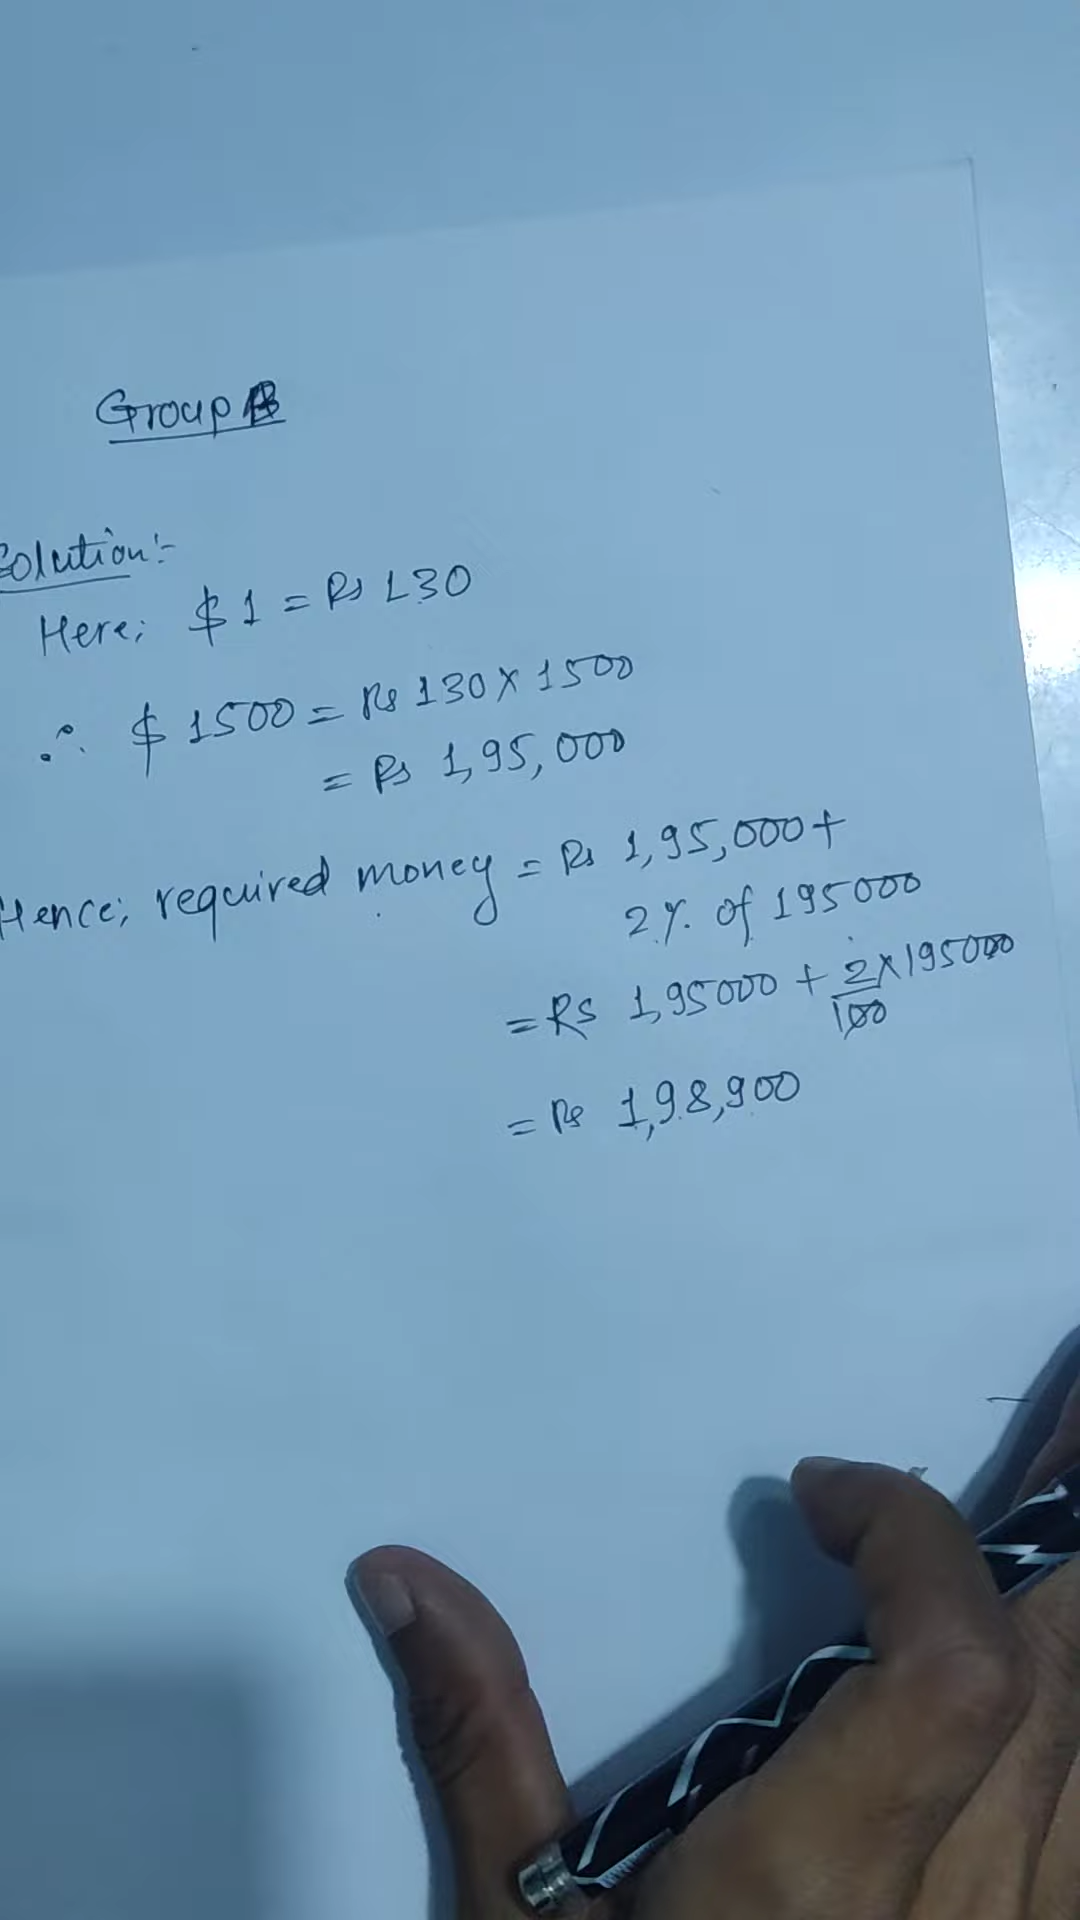 Group B
Solution:-
Here; $1 = Rs 130
∴ $ 1500 = Rs 130 × 1500
= Rs 1,95,000
Hence; required money = Rs 1,95,000 +
2% of 195000
= Rs 1,95000 + 2/100 × 195000
= Rs 1,98,900